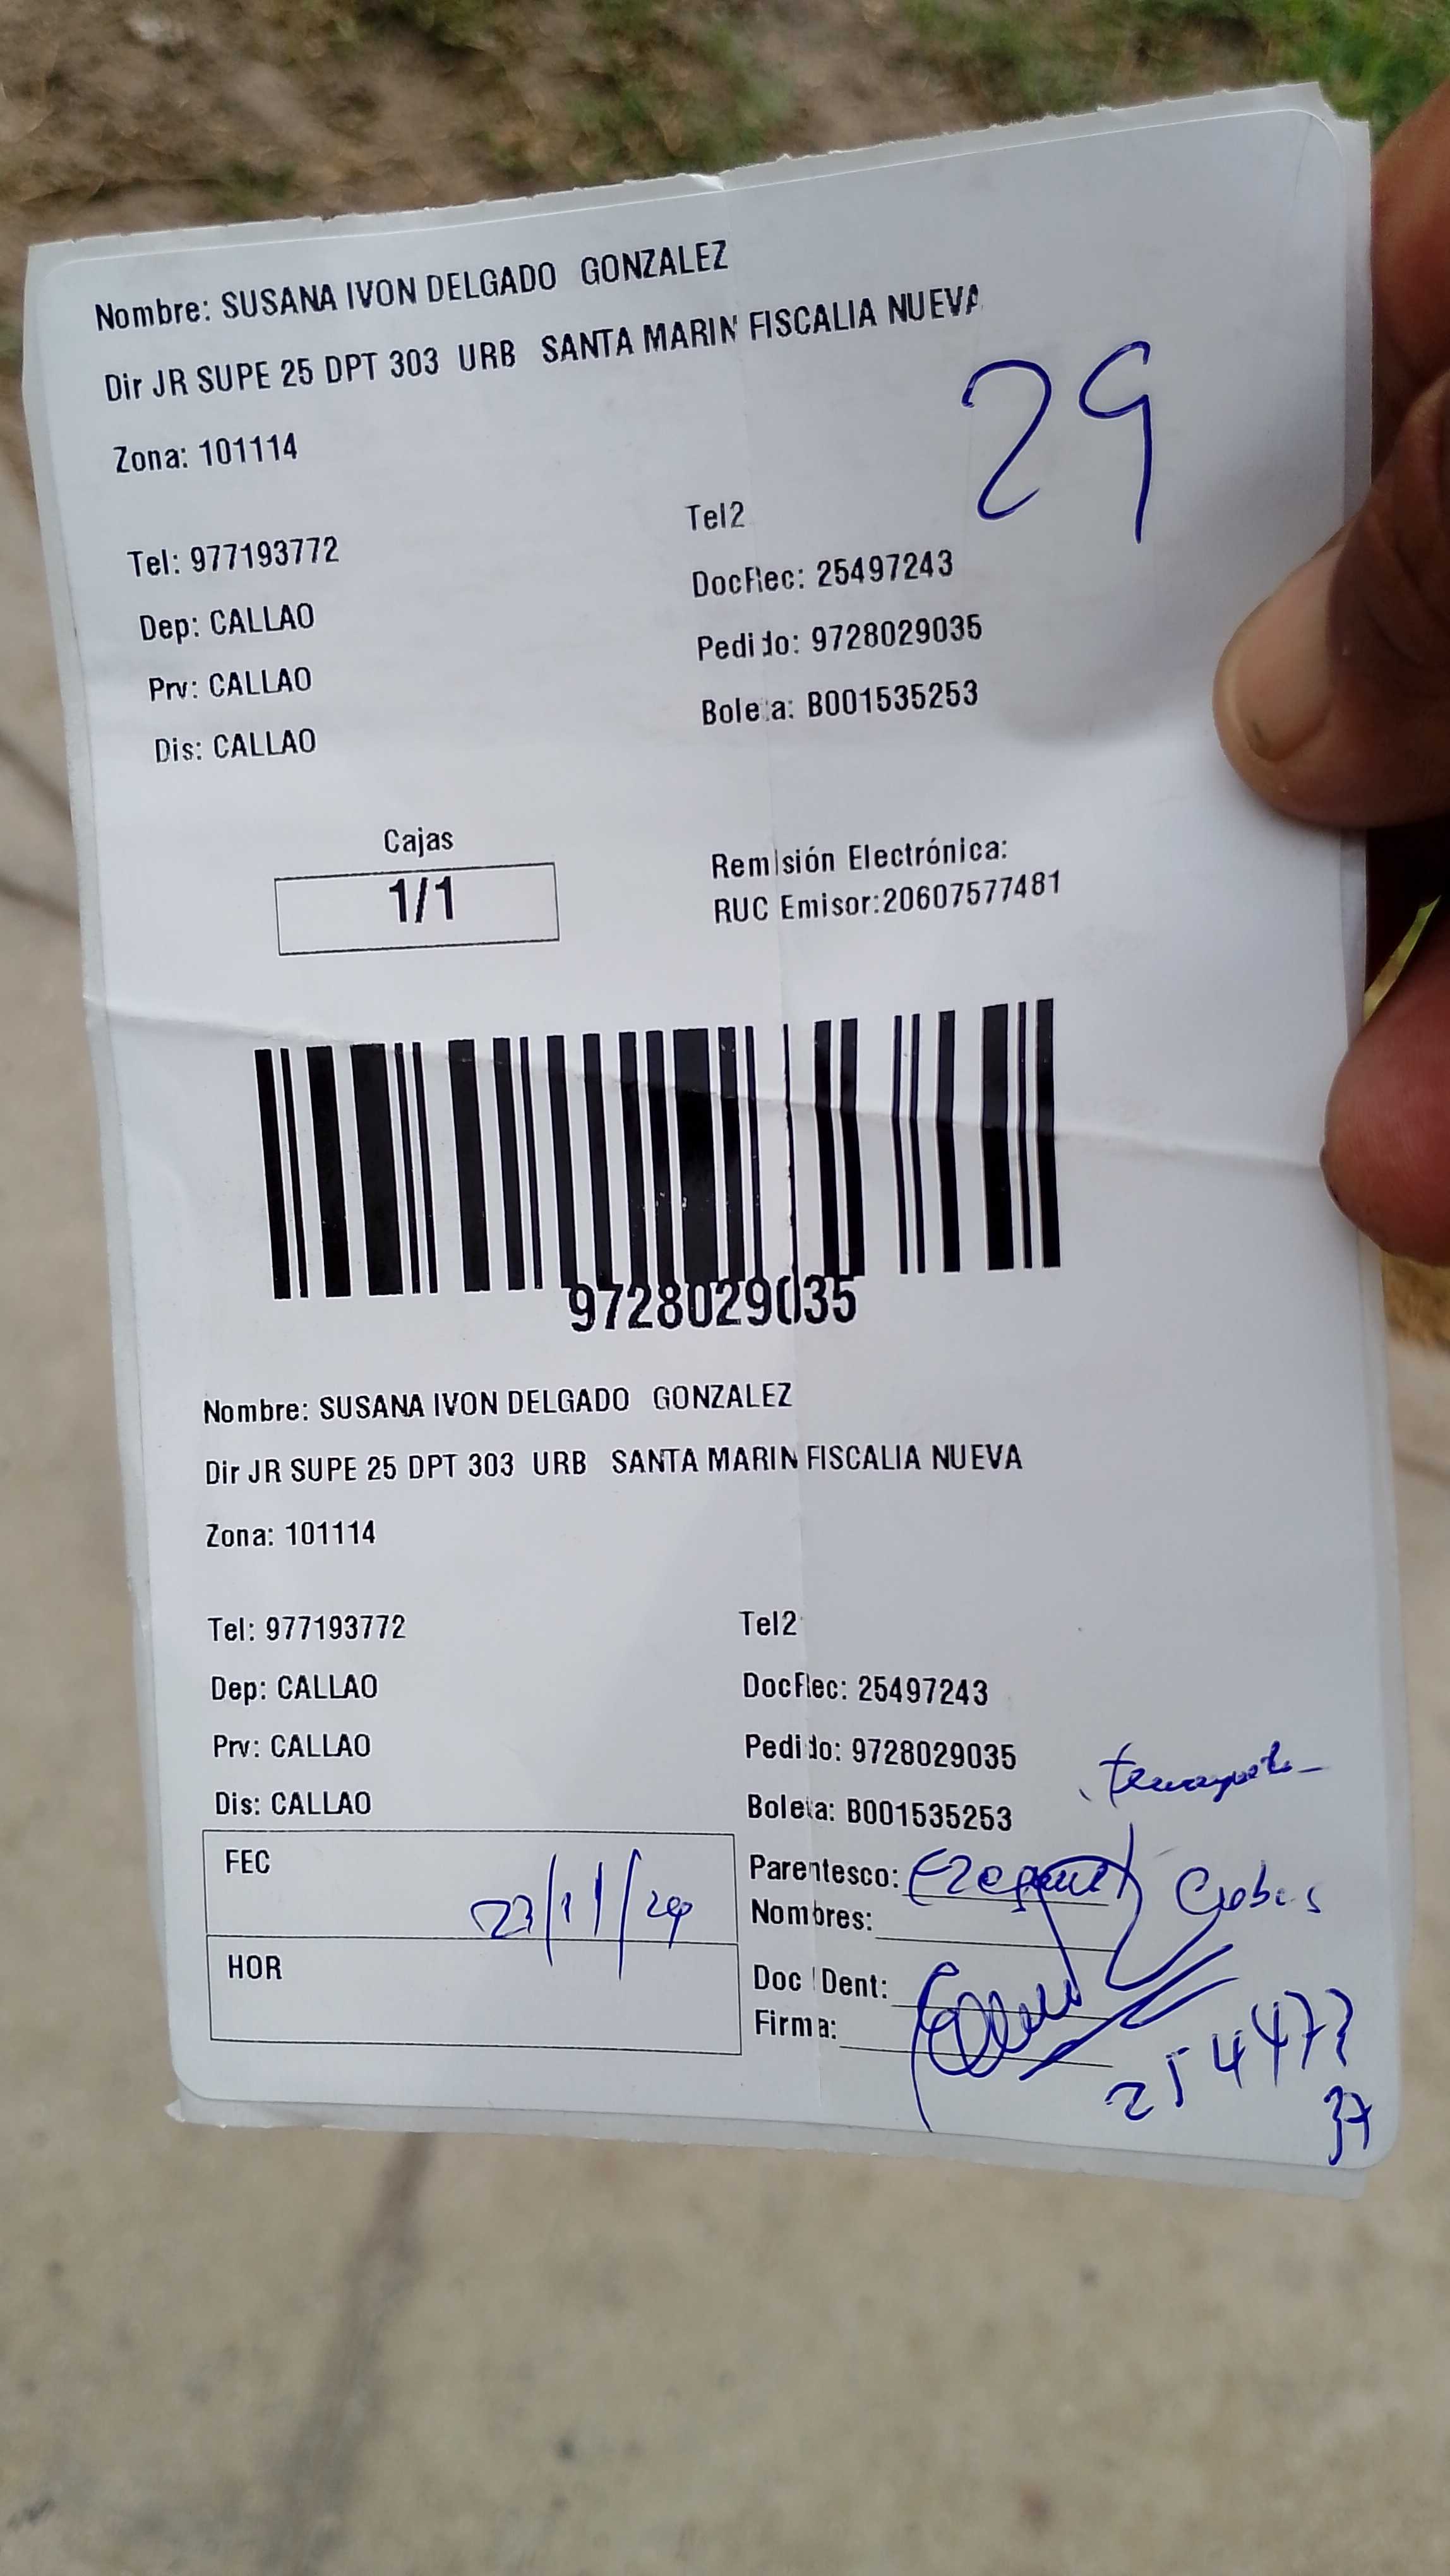 Nombre: SUSANA IVON DELGADO GONZALEZ
Dir JR SUPE 25 DPT 303 URB SANTA MARIN FISCALIA NUEVA
29
Zona: 101114
Tel: 977193772
Tel2
Dep: CALLAO
DocRec: 25497243
Prv: CALLAO
Pedido: 9728029035
Dis: CALLAO
Boleta: B001535253
Cajas
1/1
Remisión Electrónica:
RUC Emisor:20607577481
9728029035
Nombre: SUSANA IVON DELGADO GONZALEZ
Dir JR SUPE 25 DPT 303 URB SANTA MARIN FISCALIA NUEVA
Zona: 101114
Tel: 977193772
Tel2
Dep: CALLAO
DocRec: 25497243
Prv: CALLAO
Pedido: 9728029035
Dis: CALLAO
Boleta: B001535253
FEC
23/11/24
Parentesco: Ezequiel
Nombres:
HOR
Doc Dent:
Firma: